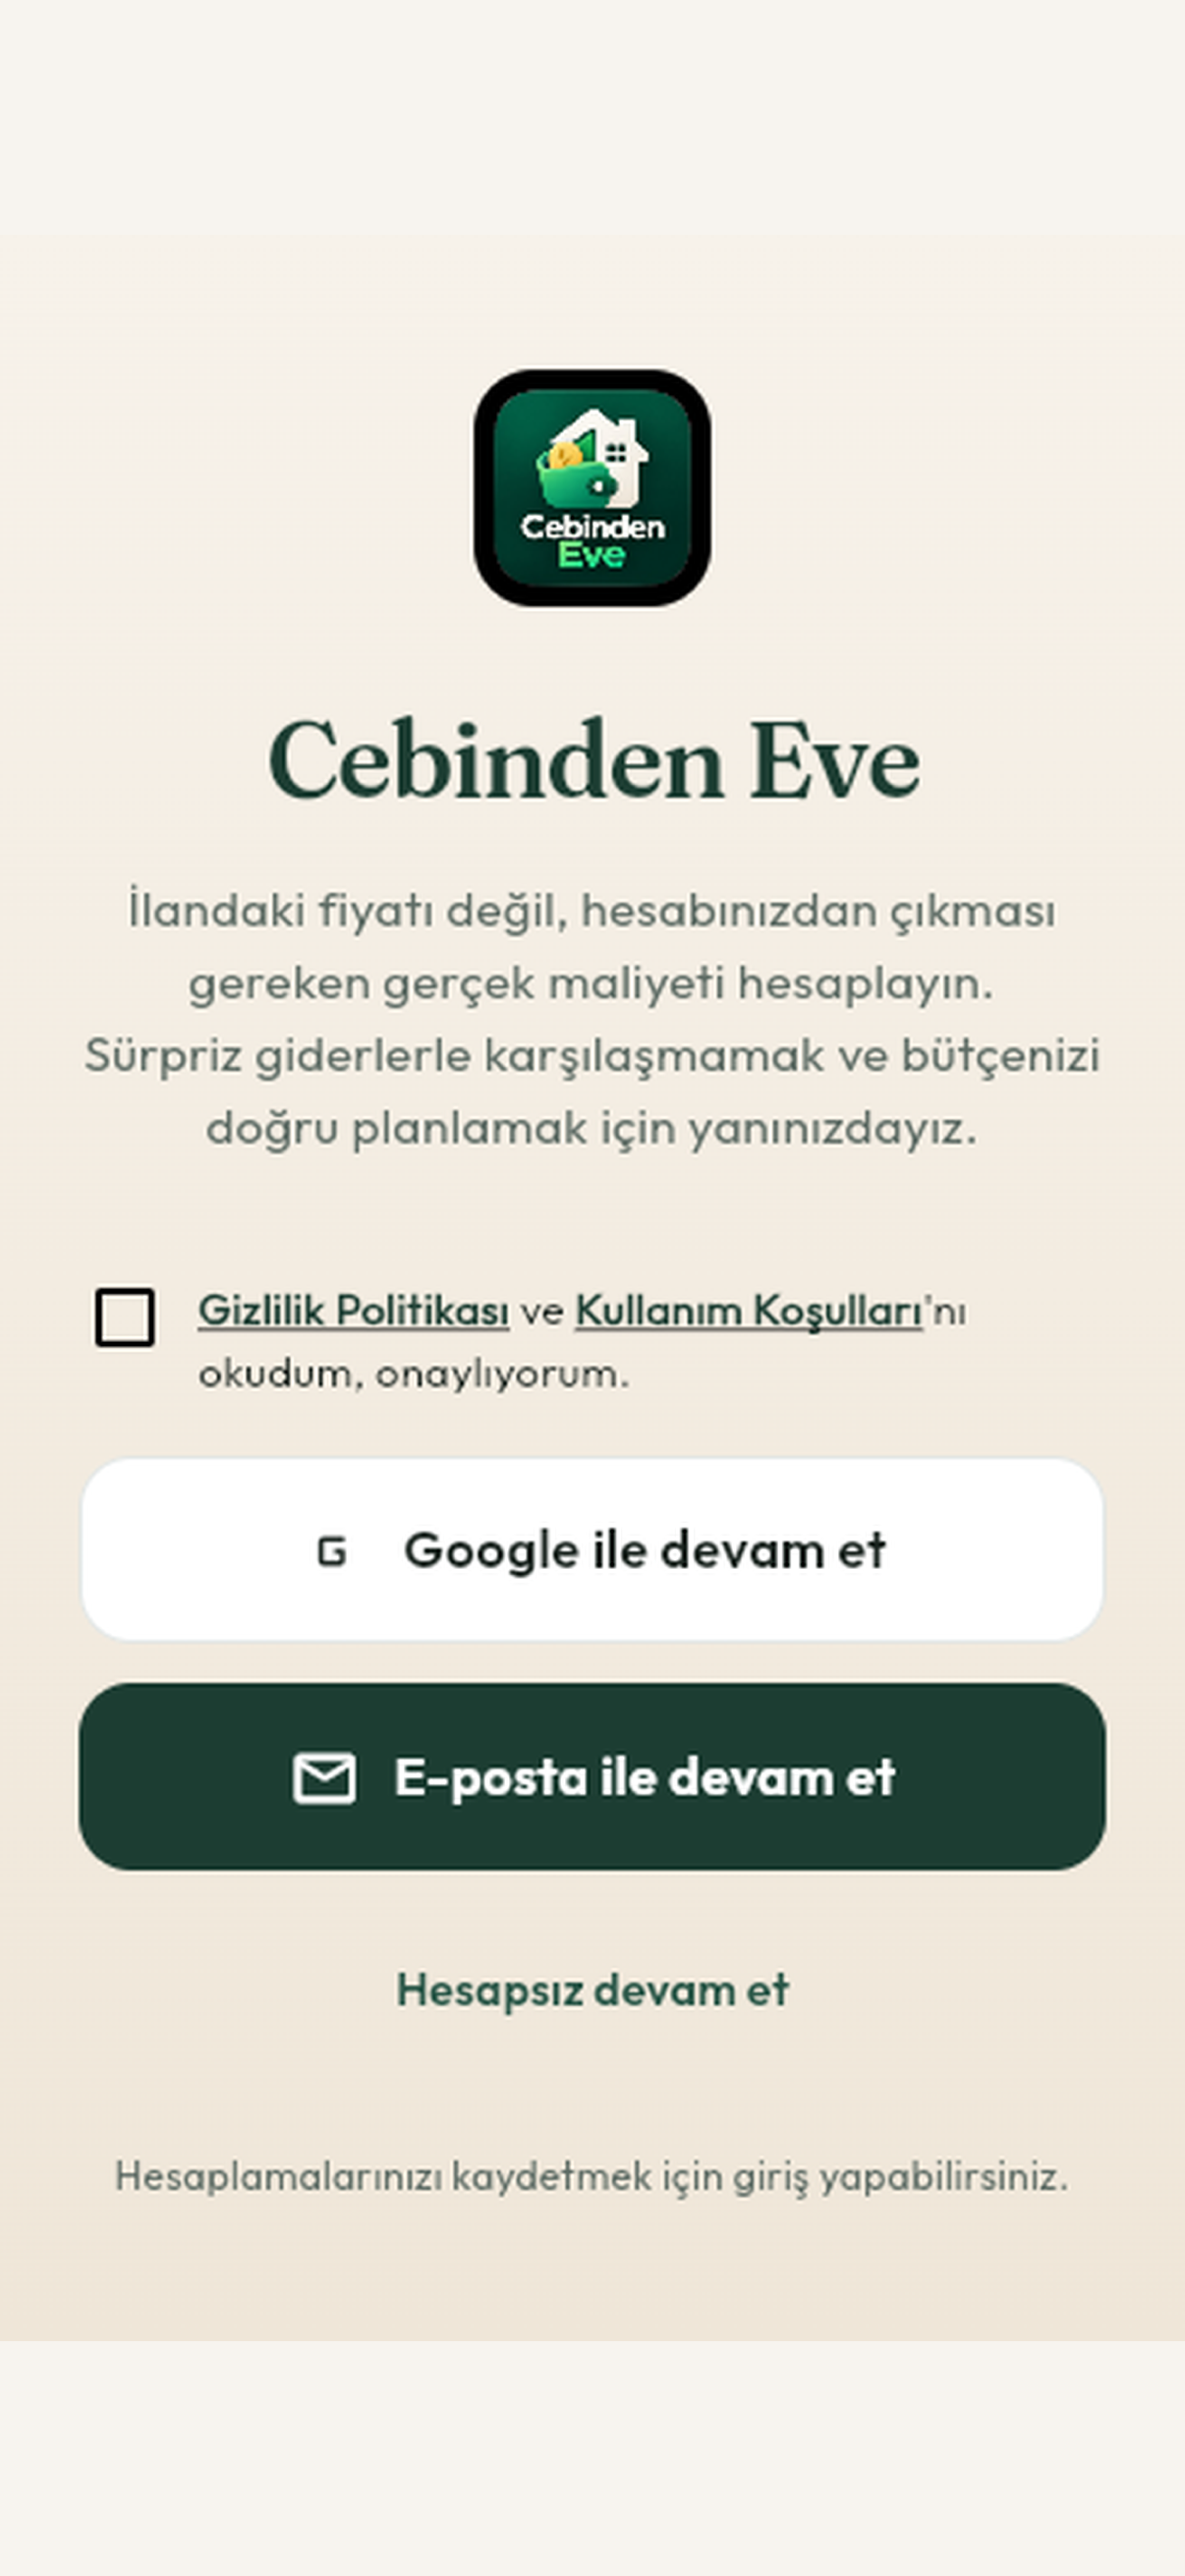 Cebinden
Eve
Cebinden Eve
İlandaki fiyatı değil, hesabınızdan çıkması
gereken gerçek maliyeti hesaplayın.
Sürpriz giderlerle karşılaşmamak ve bütçenizi
doğru planlamak için yanınızdayız.
Gizlilik Politikası ve Kullanım Koşulları'nı
okudum, onaylıyorum.
G Google ile devam et
E-posta ile devam et
Hesapsız devam et
Hesaplamalarınızı kaydetmek için giriş yapabilirsiniz.